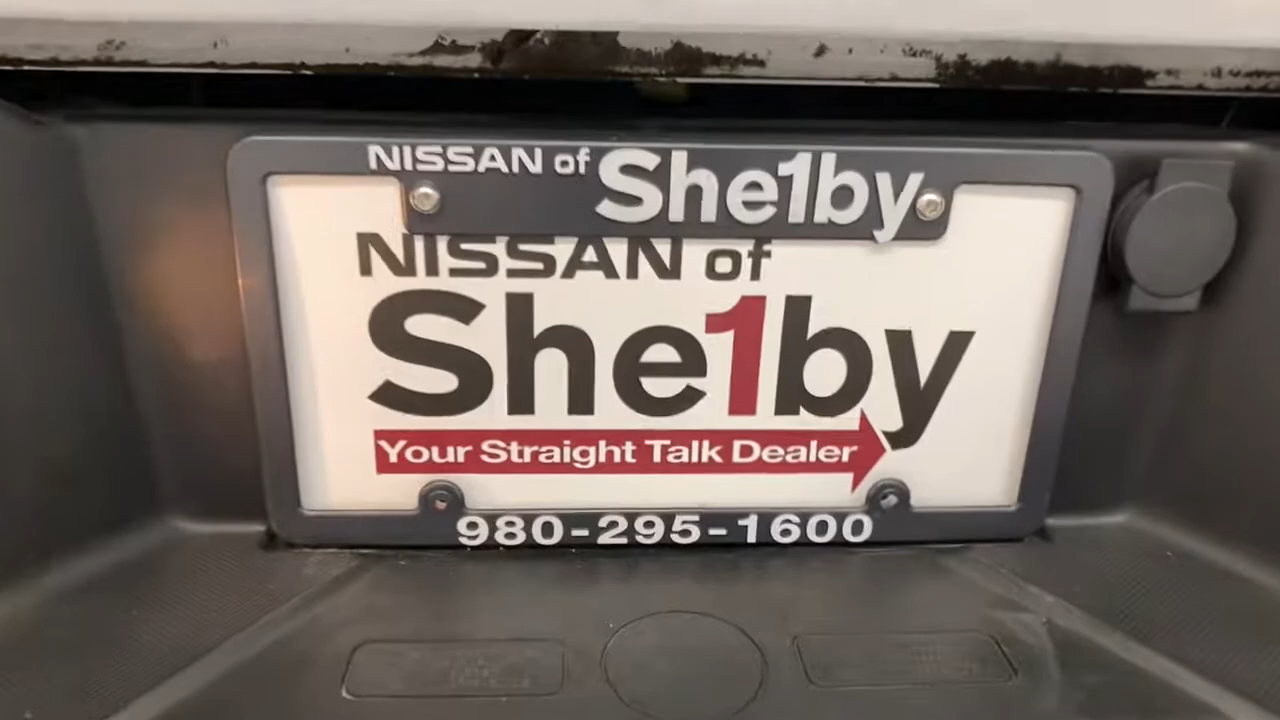 NISSAN of She1by
NISSAN of
She1by
Your Straight Talk Dealer
980-295-1600